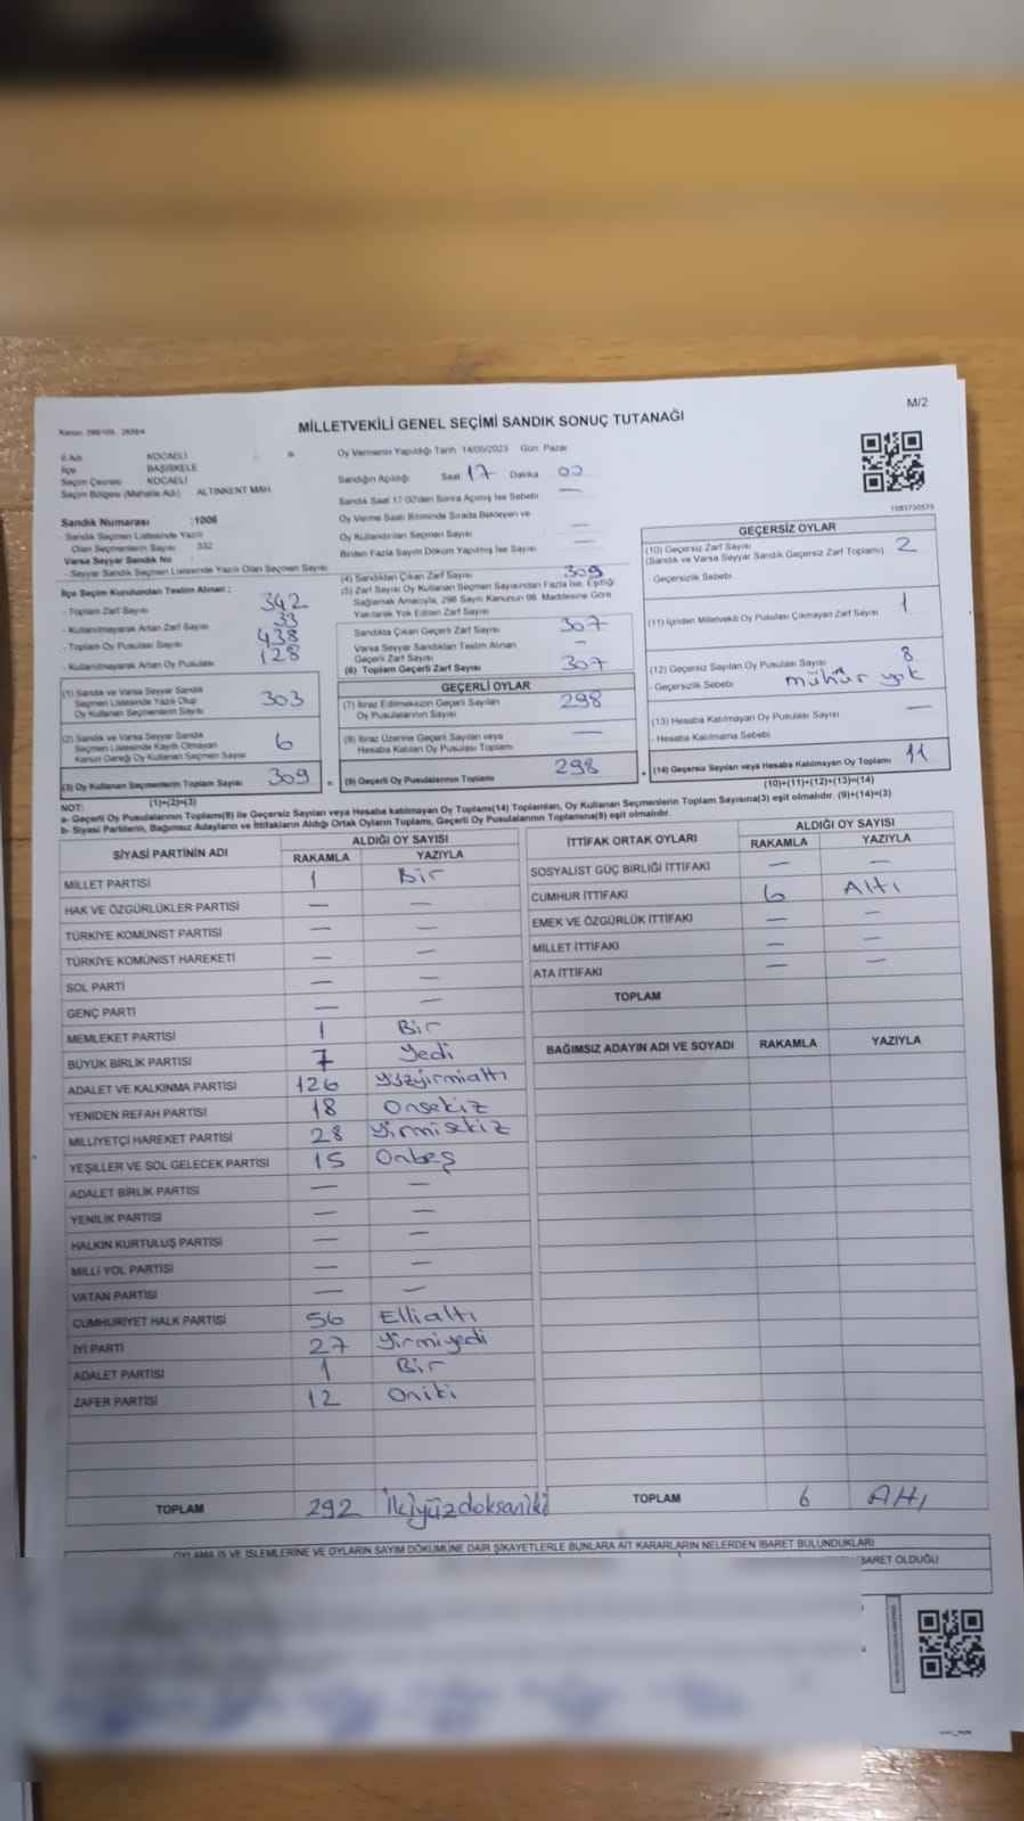 M/2
MİLLETVEKİLİ GENEL SEÇİMİ SANDIK SONUÇ TUTANAĞI
İl Adı KOCAELİ
İlçe BAŞİSKELE
Seçim Çevresi KOCAELİ
Seçim Bölgesi (Mahalle Adı) ALTINKENT MAH.
Sandık Numarası :1006
Sandık Seçmen Listesinde Yazılı
Olan Seçmenlerin Sayısı : 332
Varsa Seyyar Sandık No
- Seyyar Sandık Seçmen Listesinde Yazılı Olan Seçmen Sayısı
İlçe Seçim Kurulundan Teslim Alınan :
- Toplam Zarf Sayısı 342
- Kullanılmayarak Artan Zarf Sayısı 33
- Toplam Oy Pusulası Sayısı 438
- Kullanılmayarak Artan Oy Pusulası 128
(1) Sandık ve Varsa Seyyar Sandık
Seçmen Listesinde Yazılı Olup
Oy Kullanan Seçmenlerin Sayısı 303
(2) Sandık ve Varsa Seyyar Sandık
Seçmen Listesinde Kayıtlı Olmayan
Kanun Gereği Oy Kullanan Seçmen Sayısı 6
(3) Oy Kullanan Seçmenlerin Toplam Sayısı 309
(1)+(2)=(3)
Oy Vermenin Yapıldığı Tarih 14/05/2023 Gün Pazar
Sandığın Açıldığı Saat 17 Dakika 02
Sandık Saat 17.00'den Sonra Açılmış İse Sebebi —
Oy Verme Saati Bitiminde Sırada Bekleyen ve
Oy Kullandırılan Seçmen Sayısı —
Birden Fazla Sayım Döküm Yapılmış İse Sayısı —
(4) Sandıktan Çıkan Zarf Sayısı 309
(5) Zarf Sayısı Oy Kullanan Seçmen Sayısından Fazla İse, Eşitliği
Sağlamak Amacıyla, 298 Sayılı Kanunun 98. Maddesine Göre
Yakılarak Yok Edilen Zarf Sayısı
Sandıkta Çıkan Geçerli Zarf Sayısı 307
Varsa Seyyar Sandıktan Teslim Alınan
Geçerli Zarf Sayısı -
(6) Toplam Geçerli Zarf Sayısı 307
GEÇERLİ OYLAR
(7) İtiraz Edilmeksizin Geçerli Sayılan
Oy Pusulalarının Sayısı 298
(8) İtiraz Üzerine Geçerli Sayılan veya
Hesaba Katılan Oy Pusulası Toplamı —
(9) Geçerli Oy Pusulalarının Toplamı 298
GEÇERSİZ OYLAR
(10) Geçersiz Zarf Sayısı
(Sandık ve Varsa Seyyar Sandık Geçersiz Zarf Toplamı) 2
Geçersizlik Sebebi
(11) İçinden Milletvekili Oy Pusulası Çıkmayan Zarf Sayısı 1
(12) Geçersiz Sayılan Oy Pusulası Sayısı 8
Geçersizlik Sebebi mühür yok
(13) Hesaba Katılmayan Oy Pusulası Sayısı —
- Hesaba Katılmama Sebebi
(14) Geçersiz Sayılan veya Hesaba Katılmayan Oy Toplamı 11
(10)+(11)+(12)+(13)=(14)
NOT:
a- Geçerli Oy Pusulalarının Toplamı(9) ile Geçersiz Sayılan veya Hesaba katılmayan Oy Toplamı(14) Toplamları, Oy Kullanan Seçmenlerin Toplam Sayısına(3) eşit olmalıdır. (9)+(14)=(3)
b- Siyasi Partilerin, Bağımsız Adayların ve İttifakların Aldığı Ortak Oyların Toplamı, Geçerli Oy Pusulalarının Toplamına(9) eşit olmalıdır.
SİYASİ PARTİNİN ADI ALDIĞI OY SAYISI
RAKAMLA YAZIYLA
MİLLET PARTİSİ 1 Bir
HAK VE ÖZGÜRLÜKLER PARTİSİ — —
TÜRKİYE KOMÜNİST PARTİSİ — —
TÜRKİYE KOMÜNİST HAREKETİ — —
SOL PARTİ — —
GENÇ PARTİ — —
MEMLEKET PARTİSİ 1 Bir
BÜYÜK BİRLİK PARTİSİ 7 Yedi
ADALET VE KALKINMA PARTİSİ 126 Yüzyirmialtı
YENİDEN REFAH PARTİSİ 18 Onsekiz
MİLLİYETÇİ HAREKET PARTİSİ 28 Yirmisekiz
YEŞİLLER VE SOL GELECEK PARTİSİ 15 Onbeş
ADALET BİRLİK PARTİSİ — —
YENİLİK PARTİSİ — —
HALKIN KURTULUŞ PARTİSİ — —
MİLLİ YOL PARTİSİ — —
VATAN PARTİSİ — —
CUMHURİYET HALK PARTİSİ 56 Ellialtı
İYİ PARTİ 27 Yirmiyedi
ADALET PARTİSİ 1 Bir
ZAFER PARTİSİ 12 Oniki
TOPLAM 292 İkiyüzdoksaniki
İTTİFAK ORTAK OYLARI ALDIĞI OY SAYISI
RAKAMLA YAZIYLA
SOSYALİST GÜÇ BİRLİĞİ İTTİFAKI — —
CUMHUR İTTİFAKI 6 Altı
EMEK VE ÖZGÜRLÜK İTTİFAKI — —
MİLLET İTTİFAKI — —
ATA İTTİFAKI — —
TOPLAM
BAĞIMSIZ ADAYIN ADI VE SOYADI RAKAMLA YAZIYLA
TOPLAM 6 Altı
OYLAMA İŞ VE İŞLEMLERİNE VE OYLARIN SAYIM DÖKÜMÜNE DAİR ŞİKAYETLERLE BUNLARA AİT KARARLARIN NELERDEN İBARET BULUNDUKLARI
İBARET OLDUĞU